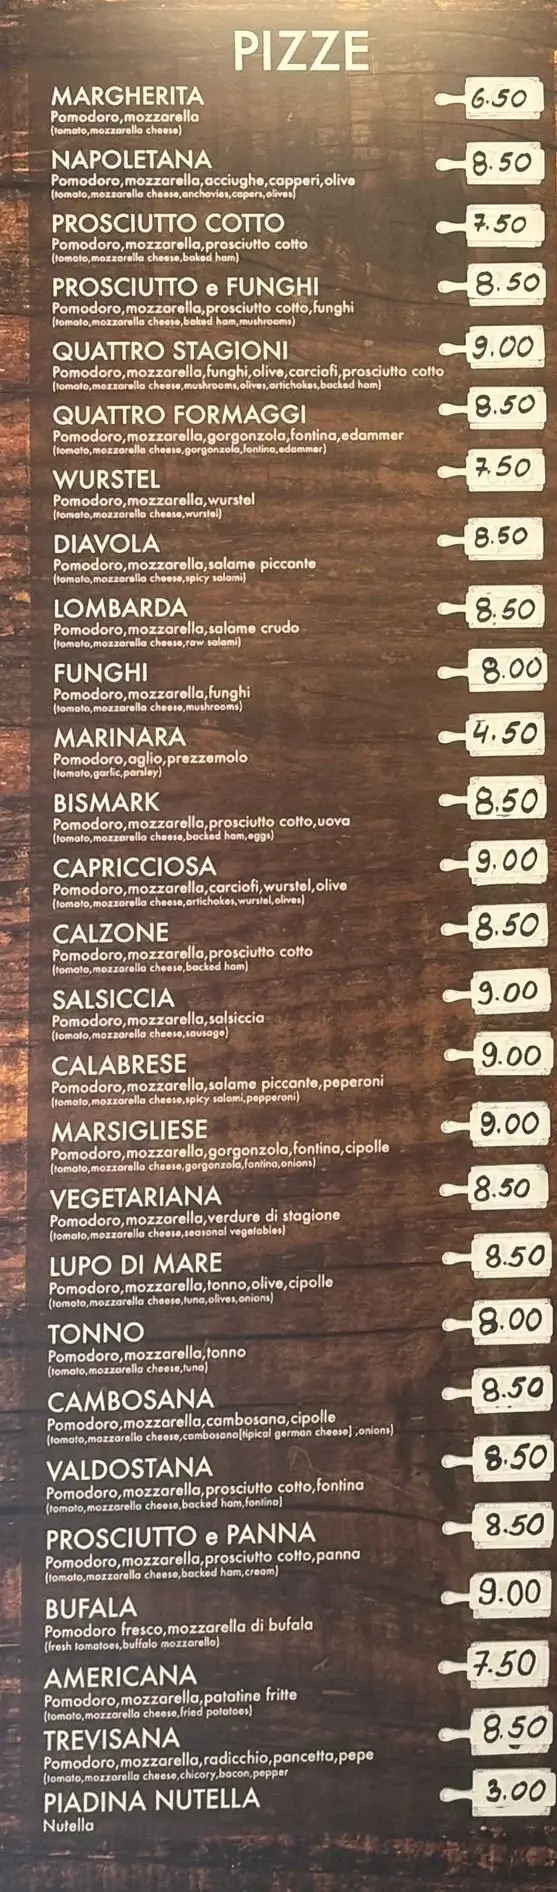 PIZZE
MARGHERITA 6.50
Pomodoro,mozzarella
(tomato,mozzarella cheese)
NAPOLETANA 8.50
Pomodoro,mozzarella,acciughe,capperi,olive
(tomato,mozzarella cheese,anchovies,capers,olives)
PROSCIUTTO COTTO 7.50
Pomodoro,mozzarella,prosciutto cotto
(tomato,mozzarella cheese,baked ham)
PROSCIUTTO e FUNGHI 8.50
Pomodoro,mozzarella,prosciutto cotto,funghi
(tomato,mozzarella cheese,baked ham,mushrooms)
QUATTRO STAGIONI 9.00
Pomodoro,mozzarella,funghi,olive,carciofi,prosciutto cotto
(tomato,mozzarella cheese,mushrooms,olives,artichokes,backed ham)
QUATTRO FORMAGGI 8.50
Pomodoro,mozzarella,gorgonzola,fontina,edammer
(tomato,mozzarella cheese,gorgonzola,fontina,edammer)
WURSTEL 7.50
Pomodoro,mozzarella,wurstel
(tomato,mozzarella cheese,wurstel)
DIAVOLA 8.50
Pomodoro,mozzarella,salame piccante
(tomato,mozzarella cheese,spicy salami)
LOMBARDA 8.50
Pomodoro,mozzarella,salame crudo
(tomato,mozzarella cheese,raw salami)
FUNGHI 8.00
Pomodoro,mozzarella,funghi
(tomato,mozzarella cheese,mushrooms)
MARINARA 4.50
Pomodoro,aglio,prezzemolo
(tomato,garlic,parsley)
BISMARK 8.50
Pomodoro,mozzarella,prosciutto cotto,uova
(tomato,mozzarella cheese,backed ham,eggs)
CAPRICCIOSA 9.00
Pomodoro,mozzarella,carciofi,wurstel,olive
(tomato,mozzarella cheese,artichokes,wurstel,olives)
CALZONE 8.50
Pomodoro,mozzarella,prosciutto cotto
(tomato,mozzarella cheese,backed ham)
SALSICCIA 9.00
Pomodoro,mozzarella,salsiccia
(tomato,mozzarella cheese,sausage)
CALABRESE 9.00
Pomodoro,mozzarella,salame piccante,peperoni
(tomato,mozzarella cheese,spicy salami,pepperoni)
MARSIGLIESE 9.00
Pomodoro,mozzarella,gorgonzola,fontina,cipolle
(tomato,mozzarella cheese,gorgonzola,fontina,onions)
VEGETARIANA 8.50
Pomodoro,mozzarella,verdure di stagione
(tomato,mozzarella cheese,seasonal vegetables)
LUPO DI MARE 8.50
Pomodoro,mozzarella,tonno,olive,cipolle
(tomato,mozzarella cheese,tuna,olives,onions)
TONNO 8.00
Pomodoro,mozzarella,tonno
(tomato,mozzarella cheese,tuna)
CAMBOSANA 8.50
Pomodoro,mozzarella,cambosana,cipolle
(tomato,mozzarella cheese,cambosana[tipical german cheese] ,onions)
VALDOSTANA 8.50
Pomodoro,mozzarella,prosciutto cotto,fontina
(tomato,mozzarella cheese,backed ham,fontina)
PROSCIUTTO e PANNA 8.50
Pomodoro,mozzarella,prosciutto cotto,panna
(tomato,mozzarella cheese,backed ham,cream)
BUFALA 9.00
Pomodoro fresco,mozzarella di bufala
(fresh tomatoes,buffalo mozzarella)
AMERICANA 7.50
Pomodoro,mozzarella,patatine fritte
(tomato,mozzarella cheese,fried potatoes)
TREVISANA 8.50
Pomodoro,mozzarella,radicchio,pancetta,pepe
(tomato,mozzarella cheese,chicory,bacon,pepper
PIADINA NUTELLA 3.00
Nutella